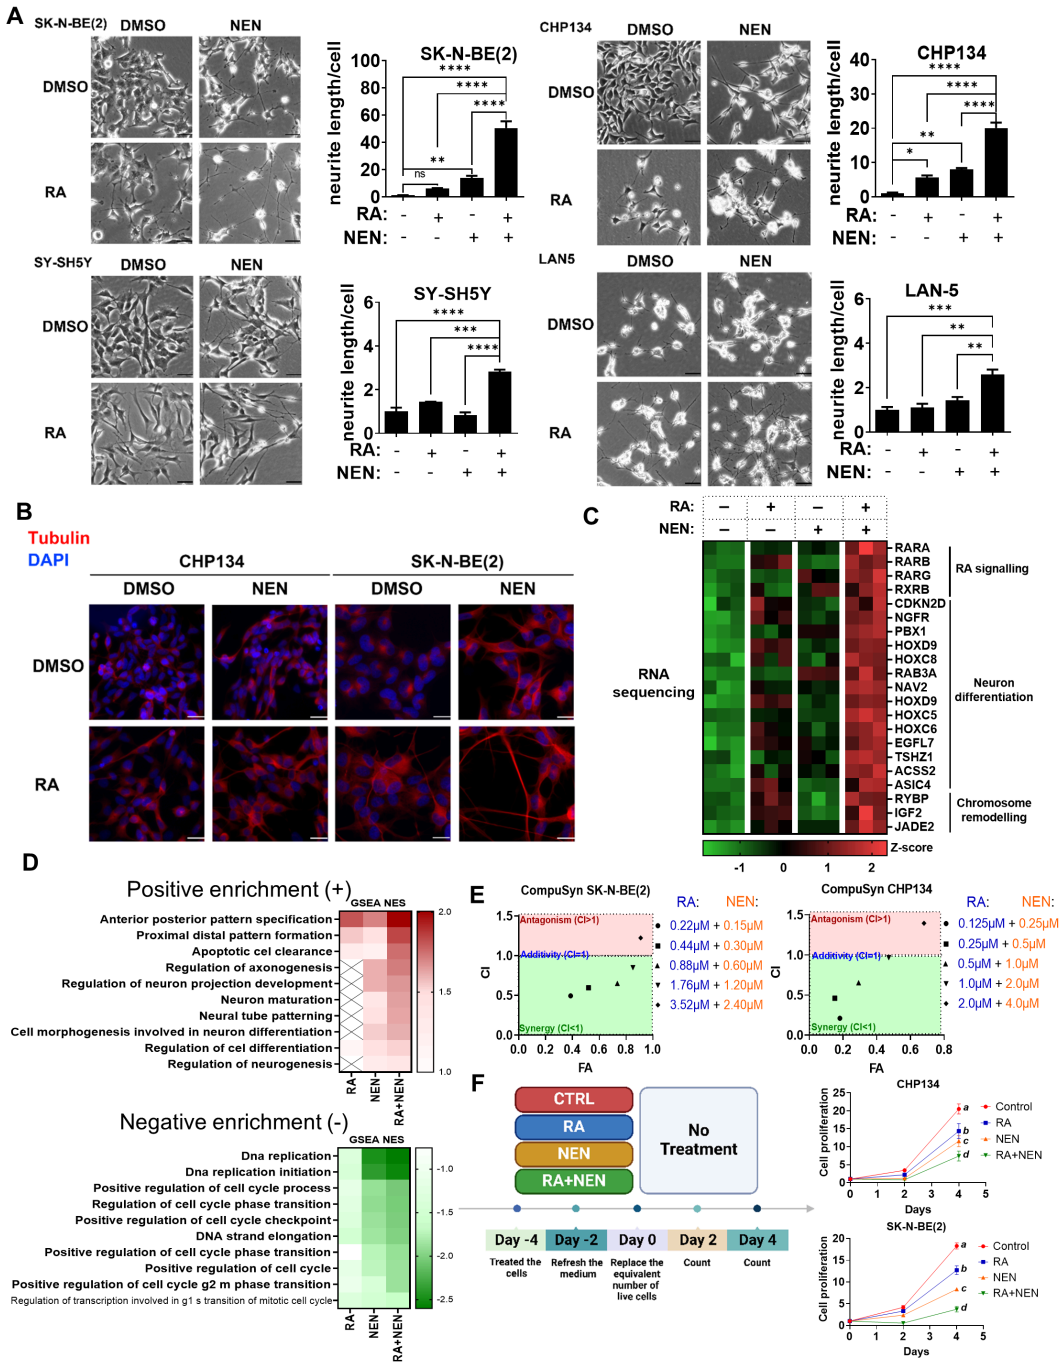 A
SK-N-BE(2)
DMSO
NEN
DMSO
RA
SK-N-BE(2)
neurite length/cell
100
80
60
40
20
0
****
****
****
**
ns
RA: - + - +
NEN: - - + +
CHP134
DMSO
NEN
DMSO
RA
CHP134
neurite length/cell
40
30
20
10
0
****
****
****
**
*
RA: - + - +
NEN: - - + +
SY-SH5Y
DMSO
NEN
DMSO
RA
SY-SH5Y
neurite length/cell
6
4
2
0
****
***
****
RA: - + - +
NEN: - - + +
LAN5
DMSO
NEN
DMSO
RA
LAN-5
neurite length/cell
6
4
2
0
***
**
**
RA: - + - +
NEN: - - + +
B
Tubulin
DAPI
CHP134
SK-N-BE(2)
DMSO
NEN
DMSO
NEN
DMSO
RA
C
RA: - + - +
NEN: - - + +
RNA
sequencing
RARA
RARB
RARG
RXRB
CDKN2D
NGFR
PBX1
HOXD9
HOXC8
RAB3A
NAV2
HOXD9
HOXC5
HOXC6
EGFL7
TSHZ1
ACSS2
ASIC4
RYBP
IGF2
JADE2
RA signalling
Neuron
differentiation
Chromosome
remodelling
Z-score
-1 0 1 2
D
Positive enrichment (+)
GSEA NES
Anterior posterior pattern specification
Proximal distal pattern formation
Apoptotic cel clearance
Regulation of axonogenesis
Regulation of neuron projection development
Neuron maturation
Neural tube patterning
Cell morphogenesis involved in neuron differentiation
Regulation of cel differentiation
Regulation of neurogenesis
RA
NEN
RA+NEN
2.0
1.5
1.0
Negative enrichment (-)
GSEA NES
Dna replication
Dna replication initiation
Positive regulation of cell cycle process
Regulation of cell cycle phase transition
Positive regulation of cell cycle checkpoint
DNA strand elongation
Positive regulation of cell cycle phase transition
Positive regulation of cell cycle
Positive regulation of cell cycle g2 m phase transition
Regulation of transcription involved in g1 s transition of mitotic cell cycle
RA
NEN
RA+NEN
-1.0
-1.5
-2.0
-2.5
E
CompuSyn SK-N-BE(2)
CI
1.5
1.0
0.5
0.0
Antagonism (CI>1)
Additivity (CI=1)
Synergy (CI<1)
0.0 0.2 0.4 0.6 0.8 1.0
FA
RA: NEN:
0.22µM + 0.15µM
0.44µM + 0.30µM
0.88µM + 0.60µM
1.76µM + 1.20µM
3.52µM + 2.40µM
CompuSyn CHP134
CI
1.5
1.0
0.5
0.0
Antagonism (CI>1)
Additivity (CI=1)
Synergy (CI<1)
0.0 0.2 0.4 0.6 0.8
FA
RA: NEN:
0.125µM + 0.25µM
0.25µM + 0.5µM
0.5µM + 1.0µM
1.0µM + 2.0µM
2.0µM + 4.0µM
F
CTRL
RA
NEN
RA+NEN
No
Treatment
Day -4
Day -2
Day 0
Day 2
Day 4
Treated the
cells
Refresh the
medium
Replace the
equivalent
number of
live cells
Count
Count
CHP134
Cell proliferation
25
20
15
10
5
0
a
b
c
d
0 1 2 3 4 5
Days
Control
RA
NEN
RA+NEN
SK-N-BE(2)
Cell proliferation
20
15
10
5
0
a
b
c
d
0 1 2 3 4 5
Days
Control
RA
NEN
RA+NEN